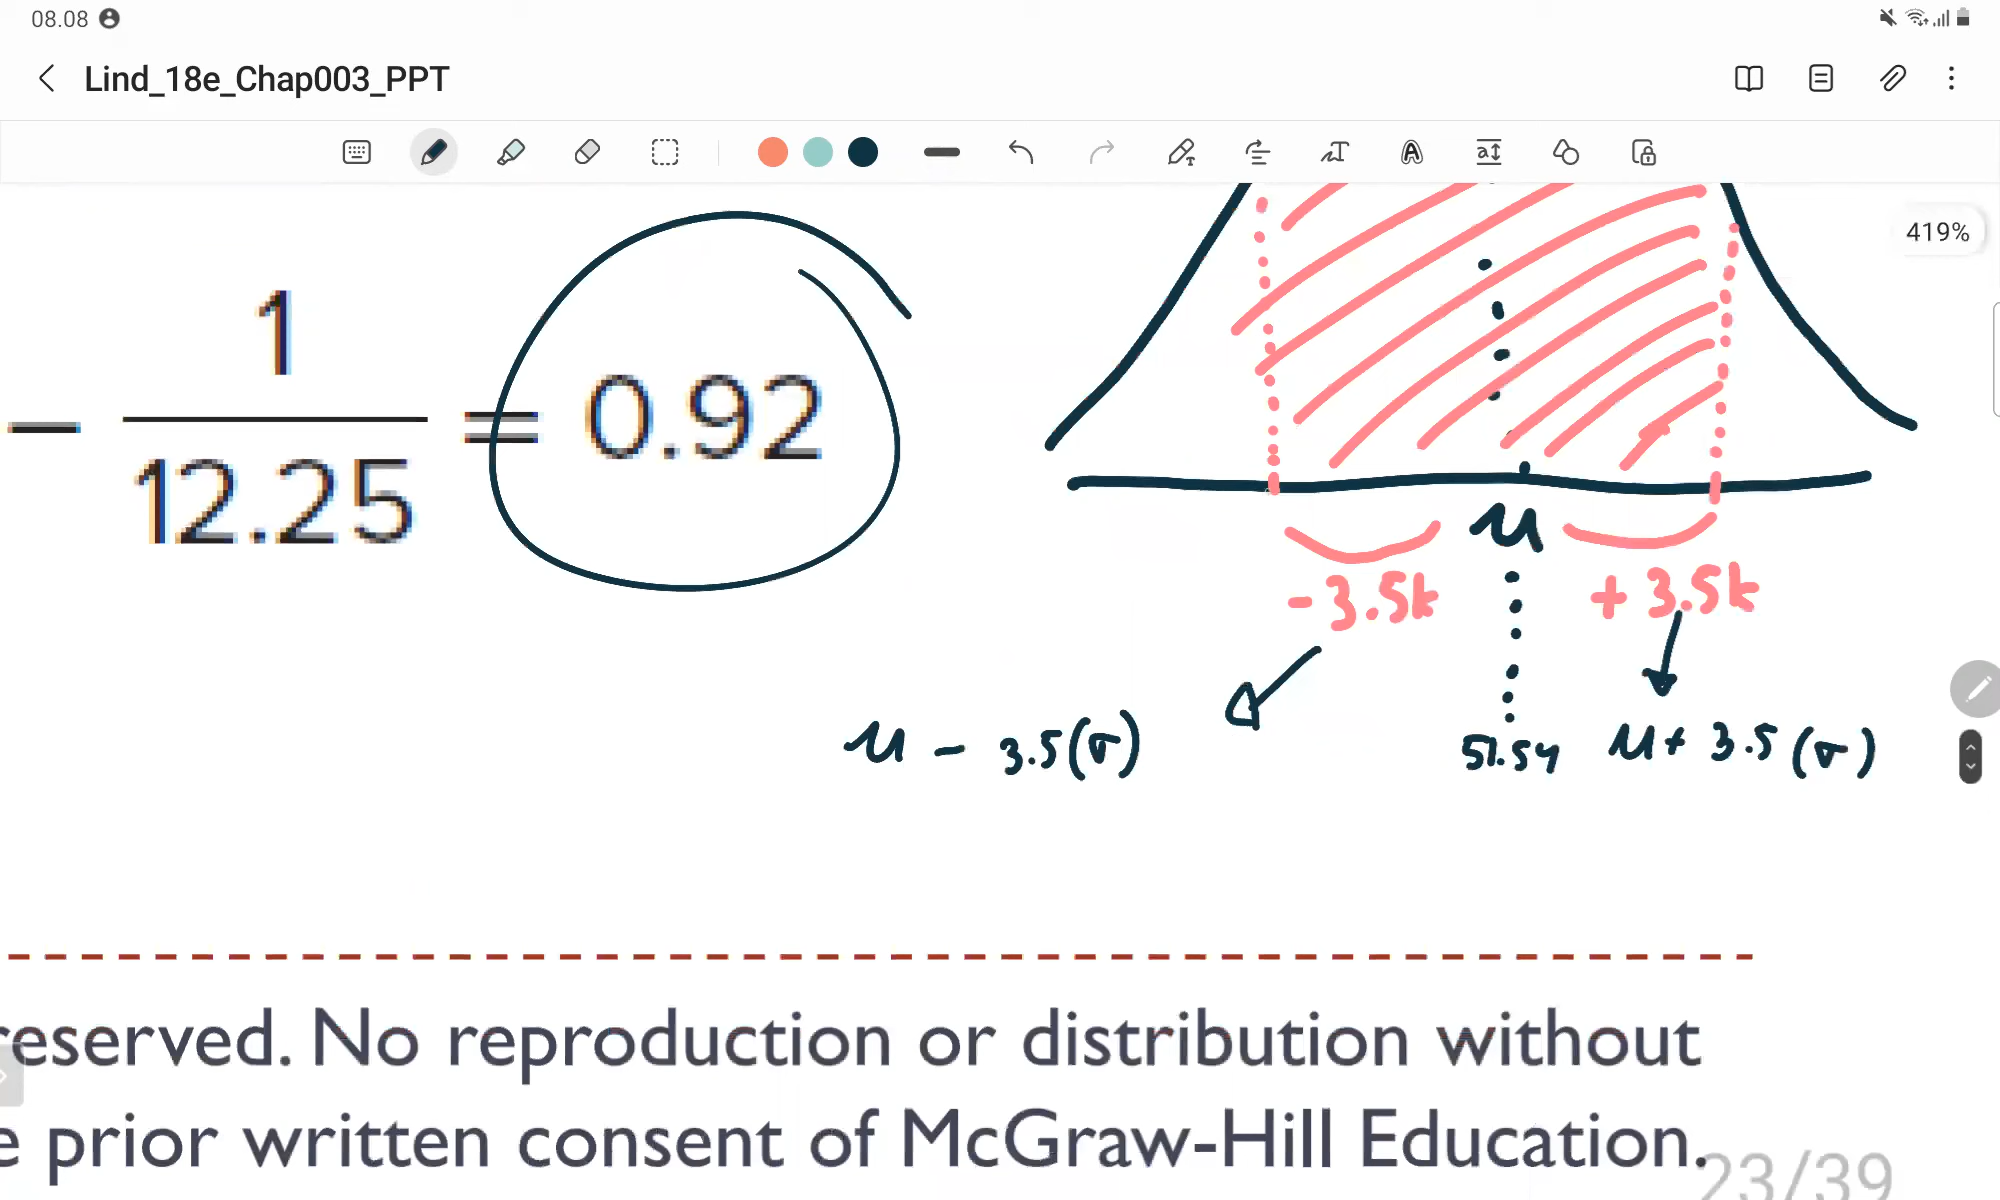 08.08
Lind_18e_Chap003_PPT
419%
− 1 / 12.25 = 0.92
μ
- 3.5k + 3.5k
μ - 3.5(σ) 51.54 μ + 3.5 (σ)
reserved. No reproduction or distribution without
e prior written consent of McGraw-Hill Education.
23/39